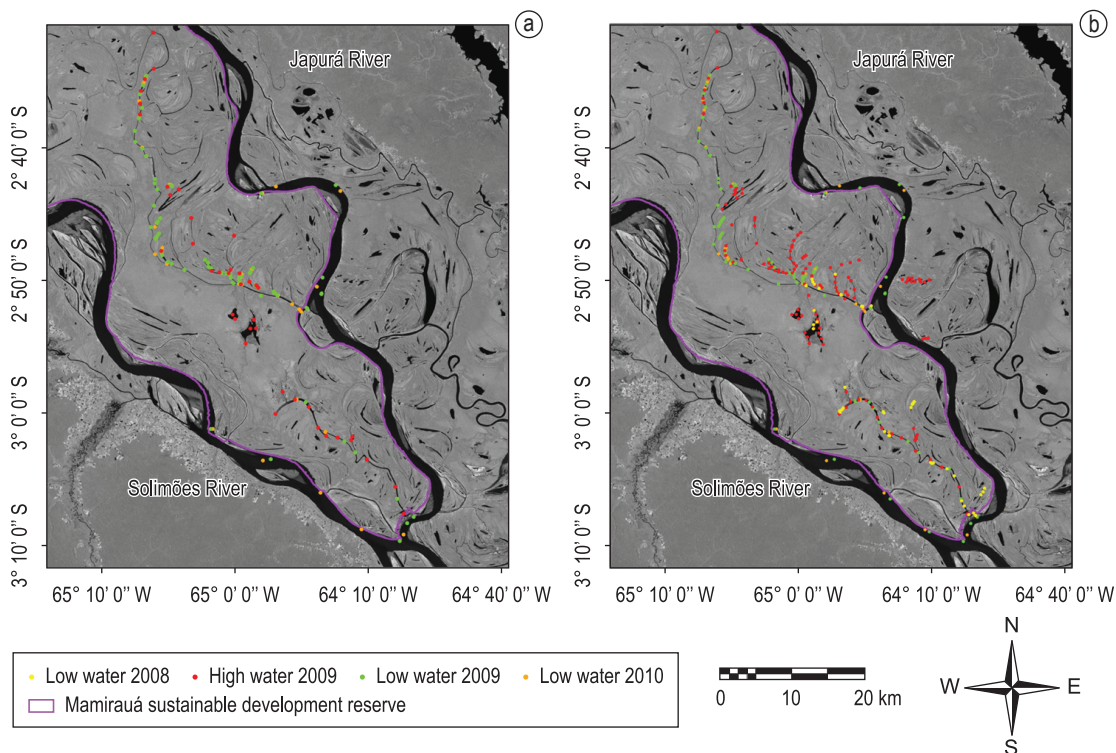 a
b
Japurá River
Japurá River
2° 40' 0'' S
2° 50' 0'' S
3° 0' 0'' S
3° 10' 0'' S
2° 40' 0'' S
2° 50' 0'' S
3° 0' 0'' S
3° 10' 0'' S
Solimões River
Solimões River
65° 10' 0'' W
65° 0' 0'' W
64° 10' 0'' W
64° 40' 0'' W
65° 10' 0'' W
65° 0' 0'' W
64° 10' 0'' W
64° 40' 0'' W
Low water 2008
High water 2009
Low water 2009
Low water 2010
Mamirauá sustainable development reserve
0
10
20 km
N
W
E
S